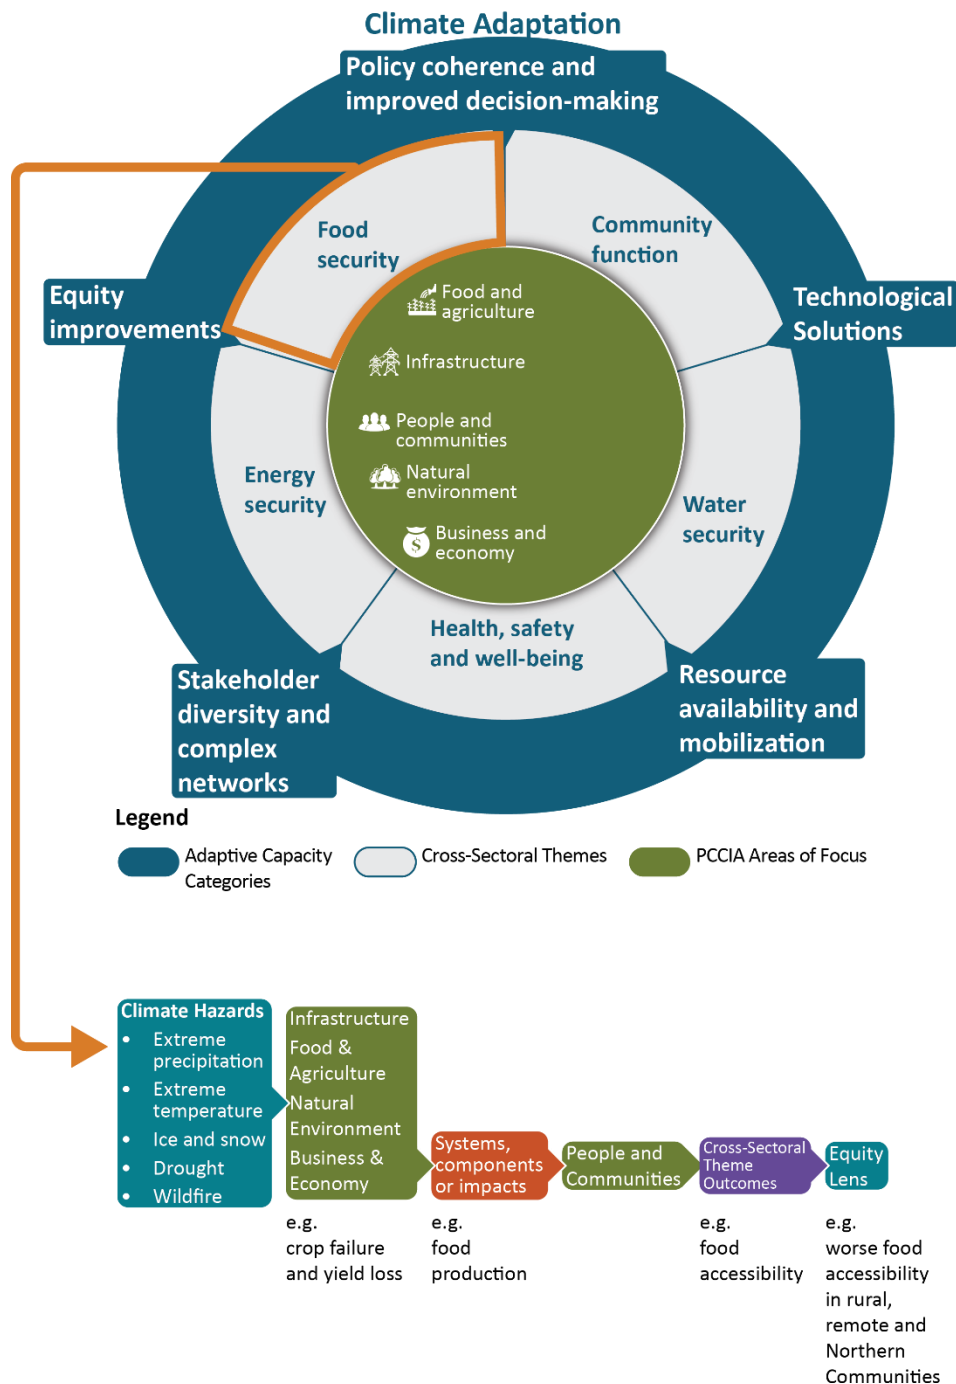 Climate Adaptation
Policy coherence and
improved decision-making
Food
security
Community
function
Equity
improvements
Technological
Solutions
Food and
agriculture
Infrastructure
People and
communities
Natural
environment
Business and
economy
$
Energy
security
Water
security
Health, safety
and well-being
Stakeholder
diversity and
complex
networks
Resource
availability and
mobilization
Legend
Adaptive Capacity
Categories
Cross-Sectoral Themes
PCCIA Areas of Focus
Climate Hazards
• Extreme
precipitation
• Extreme
temperature
• Ice and snow
• Drought
• Wildfire
Infrastructure
Food &
Agriculture
Natural
Environment
Business &
Economy
Systems,
components
or impacts
People and
Communities
Cross-Sectoral
Theme
Outcomes
Equity
Lens
e.g.
crop failure
and yield loss
e.g.
food
production
e.g.
food
accessibility
e.g.
worse food
accessibility
in rural,
remote and
Northern
Communities